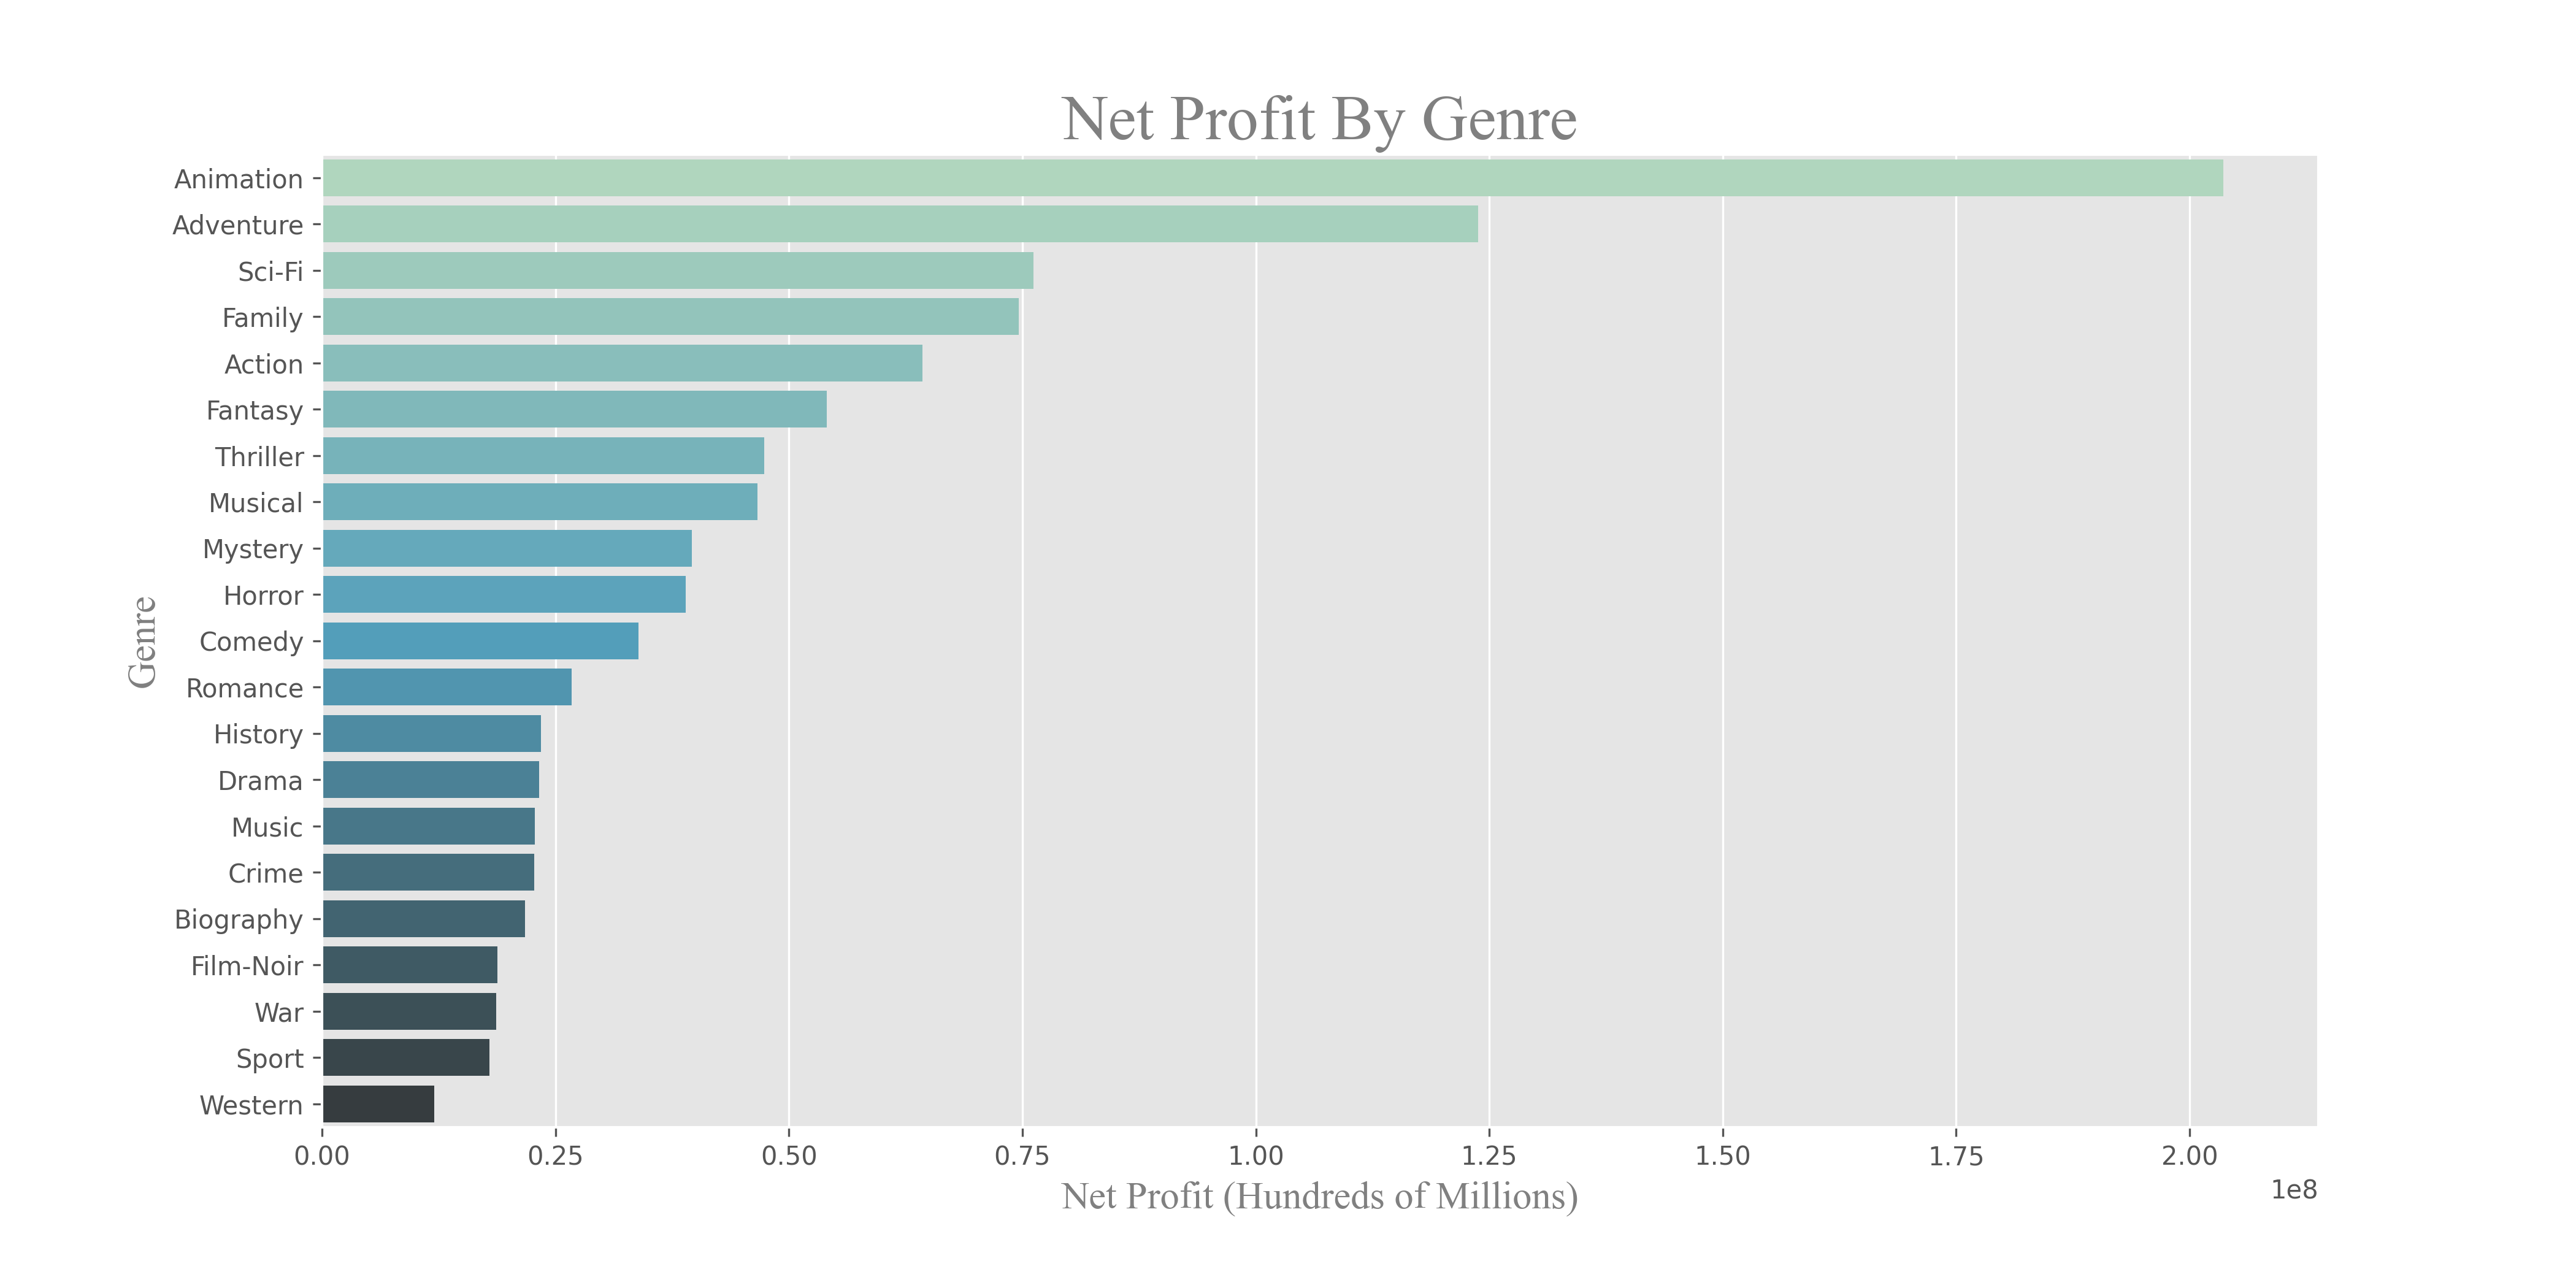 Net Profit By Genre
Genre
Animation
Adventure
Sci-Fi
Family
Action
Fantasy
Thriller
Musical
Mystery
Horror
Comedy
Romance
History
Drama
Music
Crime
Biography
Film-Noir
War
Sport
Western
0.00 0.25 0.50 0.75 1.00 1.25 1.50 1.75 2.00
1e8
Net Profit (Hundreds of Millions)